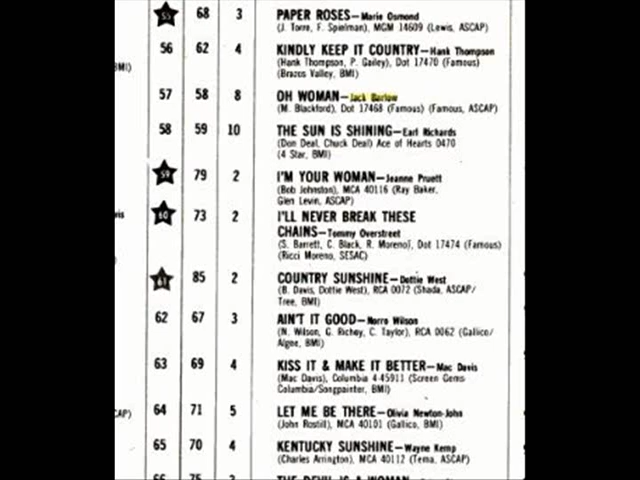 55 68 3 PAPER ROSES—Marie Osmond
(J. Torre, F. Spielman), MGM 14609 (Lewis, ASCAP)
56 62 4 KINDLY KEEP IT COUNTRY—Hank Thompson
(Hank Thompson, P. Gailey), Dot 17470 (Famous)
(Brazos Valley, BMI)
BMI)
57 58 8 OH WOMAN—Jack Barlow
(M. Blackford), Dot 17468 (Famous) (Famous, ASCAP)
58 59 10 THE SUN IS SHINING—Earl Richards
(Don Deal, Chuck Deal) Ace of Hearts 0470
(4 Star, BMI)
59 79 2 I'M YOUR WOMAN—Jeanne Pruett
(Bob Johnston), MCA 40116 (Ray Baker,
Glen Levin, ASCAP)
60 73 2 I'LL NEVER BREAK THESE
CHAINS—Tommy Overstreet
(S. Barrett, C. Black, R. Moreno), Dot 17474 (Famous)
(Ricci Moreno, SESAC)
61 85 2 COUNTRY SUNSHINE—Dottie West
(B. Davis, Dottie West), RCA 0072 (Shada, ASCAP/
Tree, BMI)
62 67 3 AIN'T IT GOOD—Norro Wilson
(N. Wilson, G. Richey, C. Taylor), RCA 0062 (Gallico/
Algee, BMI)
63 69 4 KISS IT & MAKE IT BETTER—Mac Davis
(Mac Davis), Columbia 4-45911 (Screen Gems
Columbia/Songpainter, BMI)
64 71 5 LET ME BE THERE—Olivia Newton-John
(John Rostill), MCA 40101 (Gallico, BMI)
CAP)
65 70 4 KENTUCKY SUNSHINE—Wayne Kemp
(Charles Arrington), MCA 40112 (Tema, ASCAP)